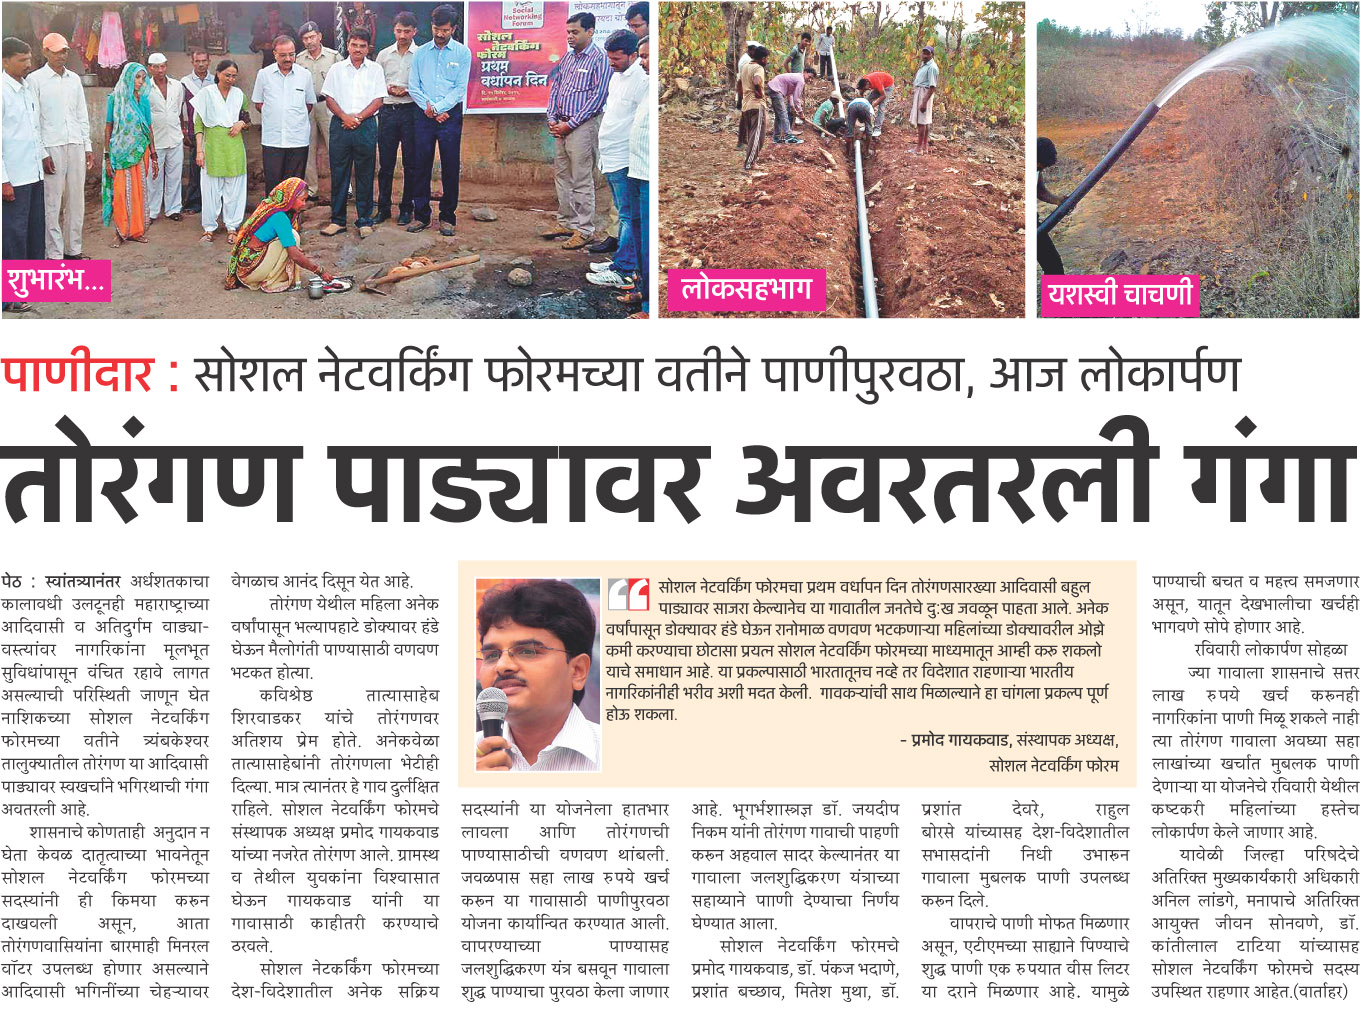 Social
Networking
Forum
सोशल
नेटवर्किंग
फोरम
प्रथम
वर्धापन दिन
शुभारंभ...
लोकसहभाग
यशस्वी चाचणी
पाणीदार : सोशल नेटवर्किंग फोरमच्या वतीने पाणीपुरवठा, आज लोकार्पण
तोरंगण पाड्यावर अवरतरली गंगा
पेठ : स्वांतत्र्यानंतर अर्धशतकाचा
कालावधी उलटूनही महाराष्ट्राच्या
आदिवासी व अतिदुर्गम वाड्या-
वस्त्यांवर नागरिकांना मूलभूत
सुविधांपासून वंचित रहावे लागत
असल्याची परिस्थिती जाणून घेत
नाशिकच्या सोशल नेटवर्किंग
फोरमच्या वतीने त्र्यंबकेश्वर
तालुक्यातील तोरंगण या आदिवासी
पाड्यावर स्वखर्चाने भगिरथाची गंगा
अवतरली आहे.
शासनाचे कोणताही अनुदान न
घेता केवळ दातृत्वाच्या भावनेतून
सोशल नेटवर्किंग फोरमच्या
सदस्यांनी ही किमया करून
दाखवली असून, आता
तोरंगणवासियांना बारमाही मिनरल
वॉटर उपलब्ध होणार असल्याने
आदिवासी भगिनींच्या चेहऱ्यावर
वेगळाच आनंद दिसून येत आहे.
तोरंगण येथील महिला अनेक
वर्षांपासून भल्यापहाटे डोक्यावर हंडे
घेऊन मैलोगंती पाण्यासाठी वणवण
भटकत होत्या.
कविश्रेष्ठ तात्यासाहेब
शिरवाडकर यांचे तोरंगणवर
अतिशय प्रेम होते. अनेकवेळा
तात्यासाहेबांनी तोरंगणला भेटीही
दिल्या. मात्र त्यानंतर हे गाव दुर्लक्षित
राहिले. सोशल नेटवर्किंग फोरमचे
संस्थापक अध्यक्ष प्रमोद गायकवाड
यांच्या नजरेत तोरंगण आले. ग्रामस्थ
व तेथील युवकांना विश्वासात
घेऊन गायकवाड यांनी या
गावासाठी काहीतरी करण्याचे
ठरवले.
सोशल नेटकर्किंग फोरमच्या
देश-विदेशातील अनेक सक्रिय
सोशल नेटवर्किंग फोरमचा प्रथम वर्धापन दिन तोरंगणसारख्या आदिवासी बहुल
पाड्यावर साजरा केल्यानेच या गावातील जनतेचे दुःख जवळून पाहता आले. अनेक
वर्षांपासून डोक्यावर हंडे घेऊन रानोमाळ वणवण भटकणाऱ्या महिलांच्या डोक्यावरील ओझे
कमी करण्याचा छोटासा प्रयत्न सोशल नेटवर्किंग फोरमच्या माध्यमातून आम्ही करू शकलो
याचे समाधान आहे. या प्रकल्पासाठी भारतातूनच नव्हे तर विदेशात राहणाऱ्या भारतीय
नागरिकांनीही भरीव अशी मदत केली. गावकऱ्यांची साथ मिळाल्याने हा चांगला प्रकल्प पूर्ण
होऊ शकला.
- प्रमोद गायकवाड, संस्थापक अध्यक्ष,
सोशल नेटवर्किंग फोरम
सदस्यांनी या योजनेला हातभार
लावला आणि तोरंगणची
पाण्यासाठीची वणवण थांबली.
जवळपास सहा लाख रुपये खर्च
करून या गावासाठी पाणीपुरवठा
योजना कार्यान्वित करण्यात आली.
वापरण्याच्या पाण्यासह
जलशुद्धिकरण यंत्र बसवून गावाला
शुद्ध पाण्याचा पुरवठा केला जाणार
आहे. भूगर्भशास्त्रज्ञ डॉ. जयदीप
निकम यांनी तोरंगण गावाची पाहणी
करून अहवाल सादर केल्यानंतर या
गावाला जलशुद्धिकरण यंत्राच्या
सहाय्याने पााणी देण्याचा निर्णय
घेण्यात आला.
सोशल नेटवर्किंग फोरमचे
प्रमोद गायकवाड, डॉ. पंकज भदाणे,
प्रशांत बच्छाव, मितेश मुथा, डॉ.
प्रशांत देवरे, राहुल
बोरसे यांच्यासह देश-विदेशातील
सभासदांनी निधी उभारून
गावाला मुबलक पाणी उपलब्ध
करून दिले.
वापराचे पाणी मोफत मिळणार
असून, एटीएमच्या साह्याने पिण्याचे
शुद्ध पाणी एक रुपयात वीस लिटर
या दराने मिळणार आहे. यामुळे
पाण्याची बचत व महत्त्व समजणार
असून, यातून देखभालीचा खर्चही
भागवणे सोपे होणार आहे.
रविवारी लोकार्पण सोहळा
ज्या गावाला शासनाचे सत्तर
लाख रुपये खर्च करूनही
नागरिकांना पाणी मिळू शकले नाही
त्या तोरंगण गावाला अवघ्या सहा
लाखांच्या खर्चात मुबलक पाणी
देणाऱ्या या योजनेचे रविवारी येथील
कष्टकरी महिलांच्या हस्तेच
लोकार्पण केले जाणार आहे.
यावेळी जिल्हा परिषदेचे
अतिरिक्त मुख्यकार्यकारी अधिकारी
अनिल लांडगे, मनापाचे अतिरिक्त
आयुक्त जीवन सोनवणे, डॉ.
कांतीलाल टाटिया यांच्यासह
सोशल नेटवर्किंग फोरमचे सदस्य
उपस्थित राहणार आहेत.(वार्ताहर)